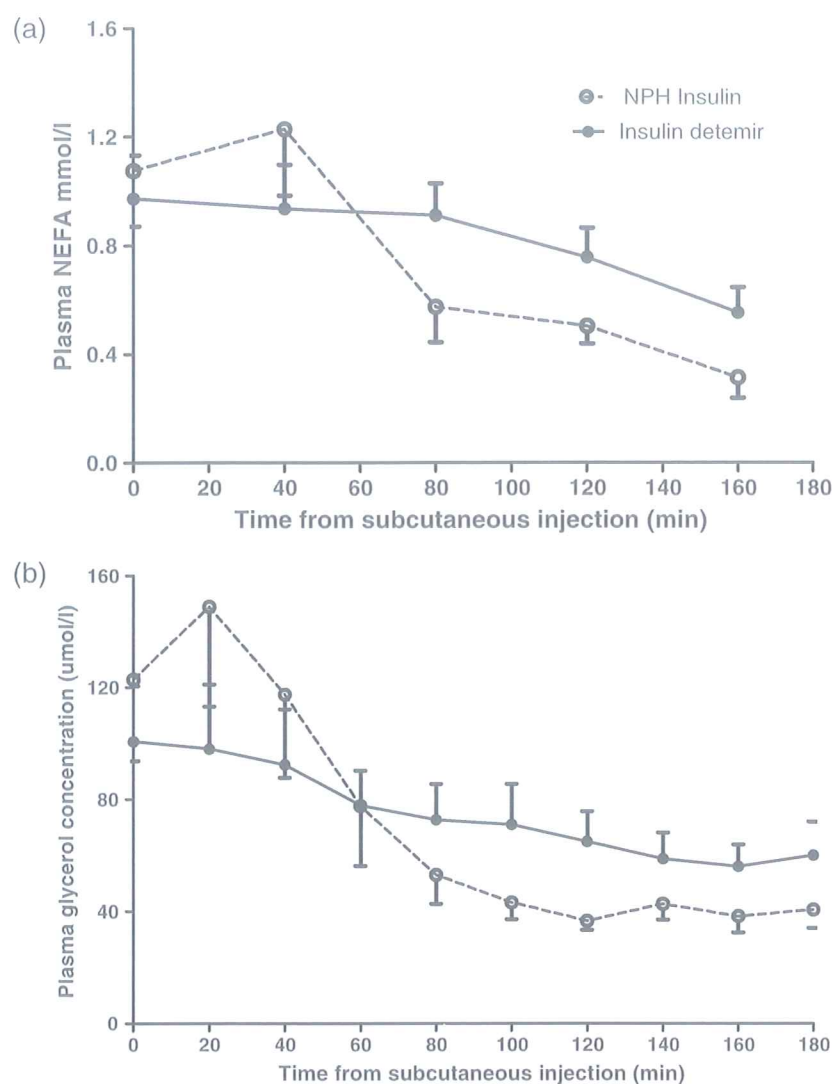 (a)
1.6
1.2
0.8
0.4
0.0
Plasma NEFA mmol/l
NPH Insulin
Insulin detemir
0 20 40 60 80 100 120 140 160 180
Time from subcutaneous injection (min)
(b)
160
120
80
40
0
Plasma glycerol concentration (umol/l)
0 20 40 60 80 100 120 140 160 180
Time from subcutaneous injection (min)